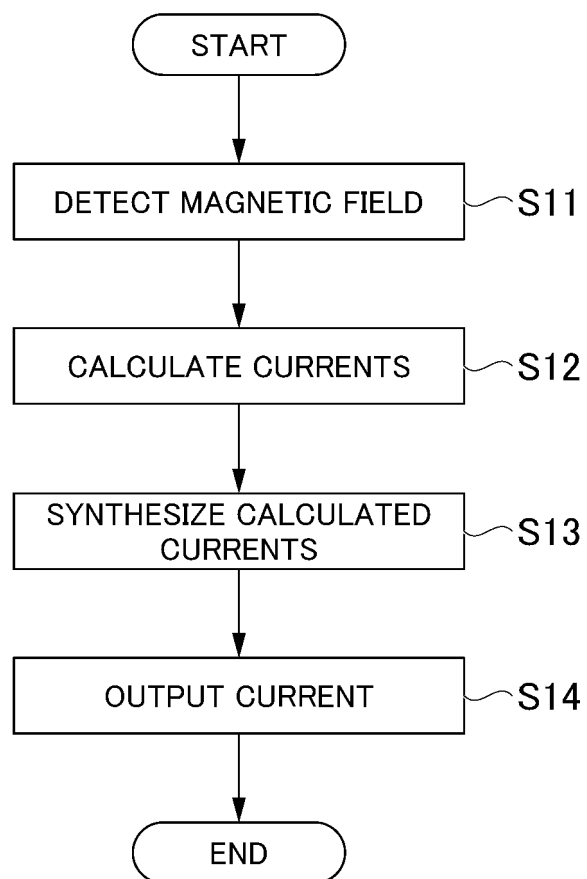 START
DETECT MAGNETIC FIELD
S11
CALCULATE CURRENTS
S12
SYNTHESIZE CALCULATED
CURRENTS
S13
OUTPUT CURRENT
S14
END